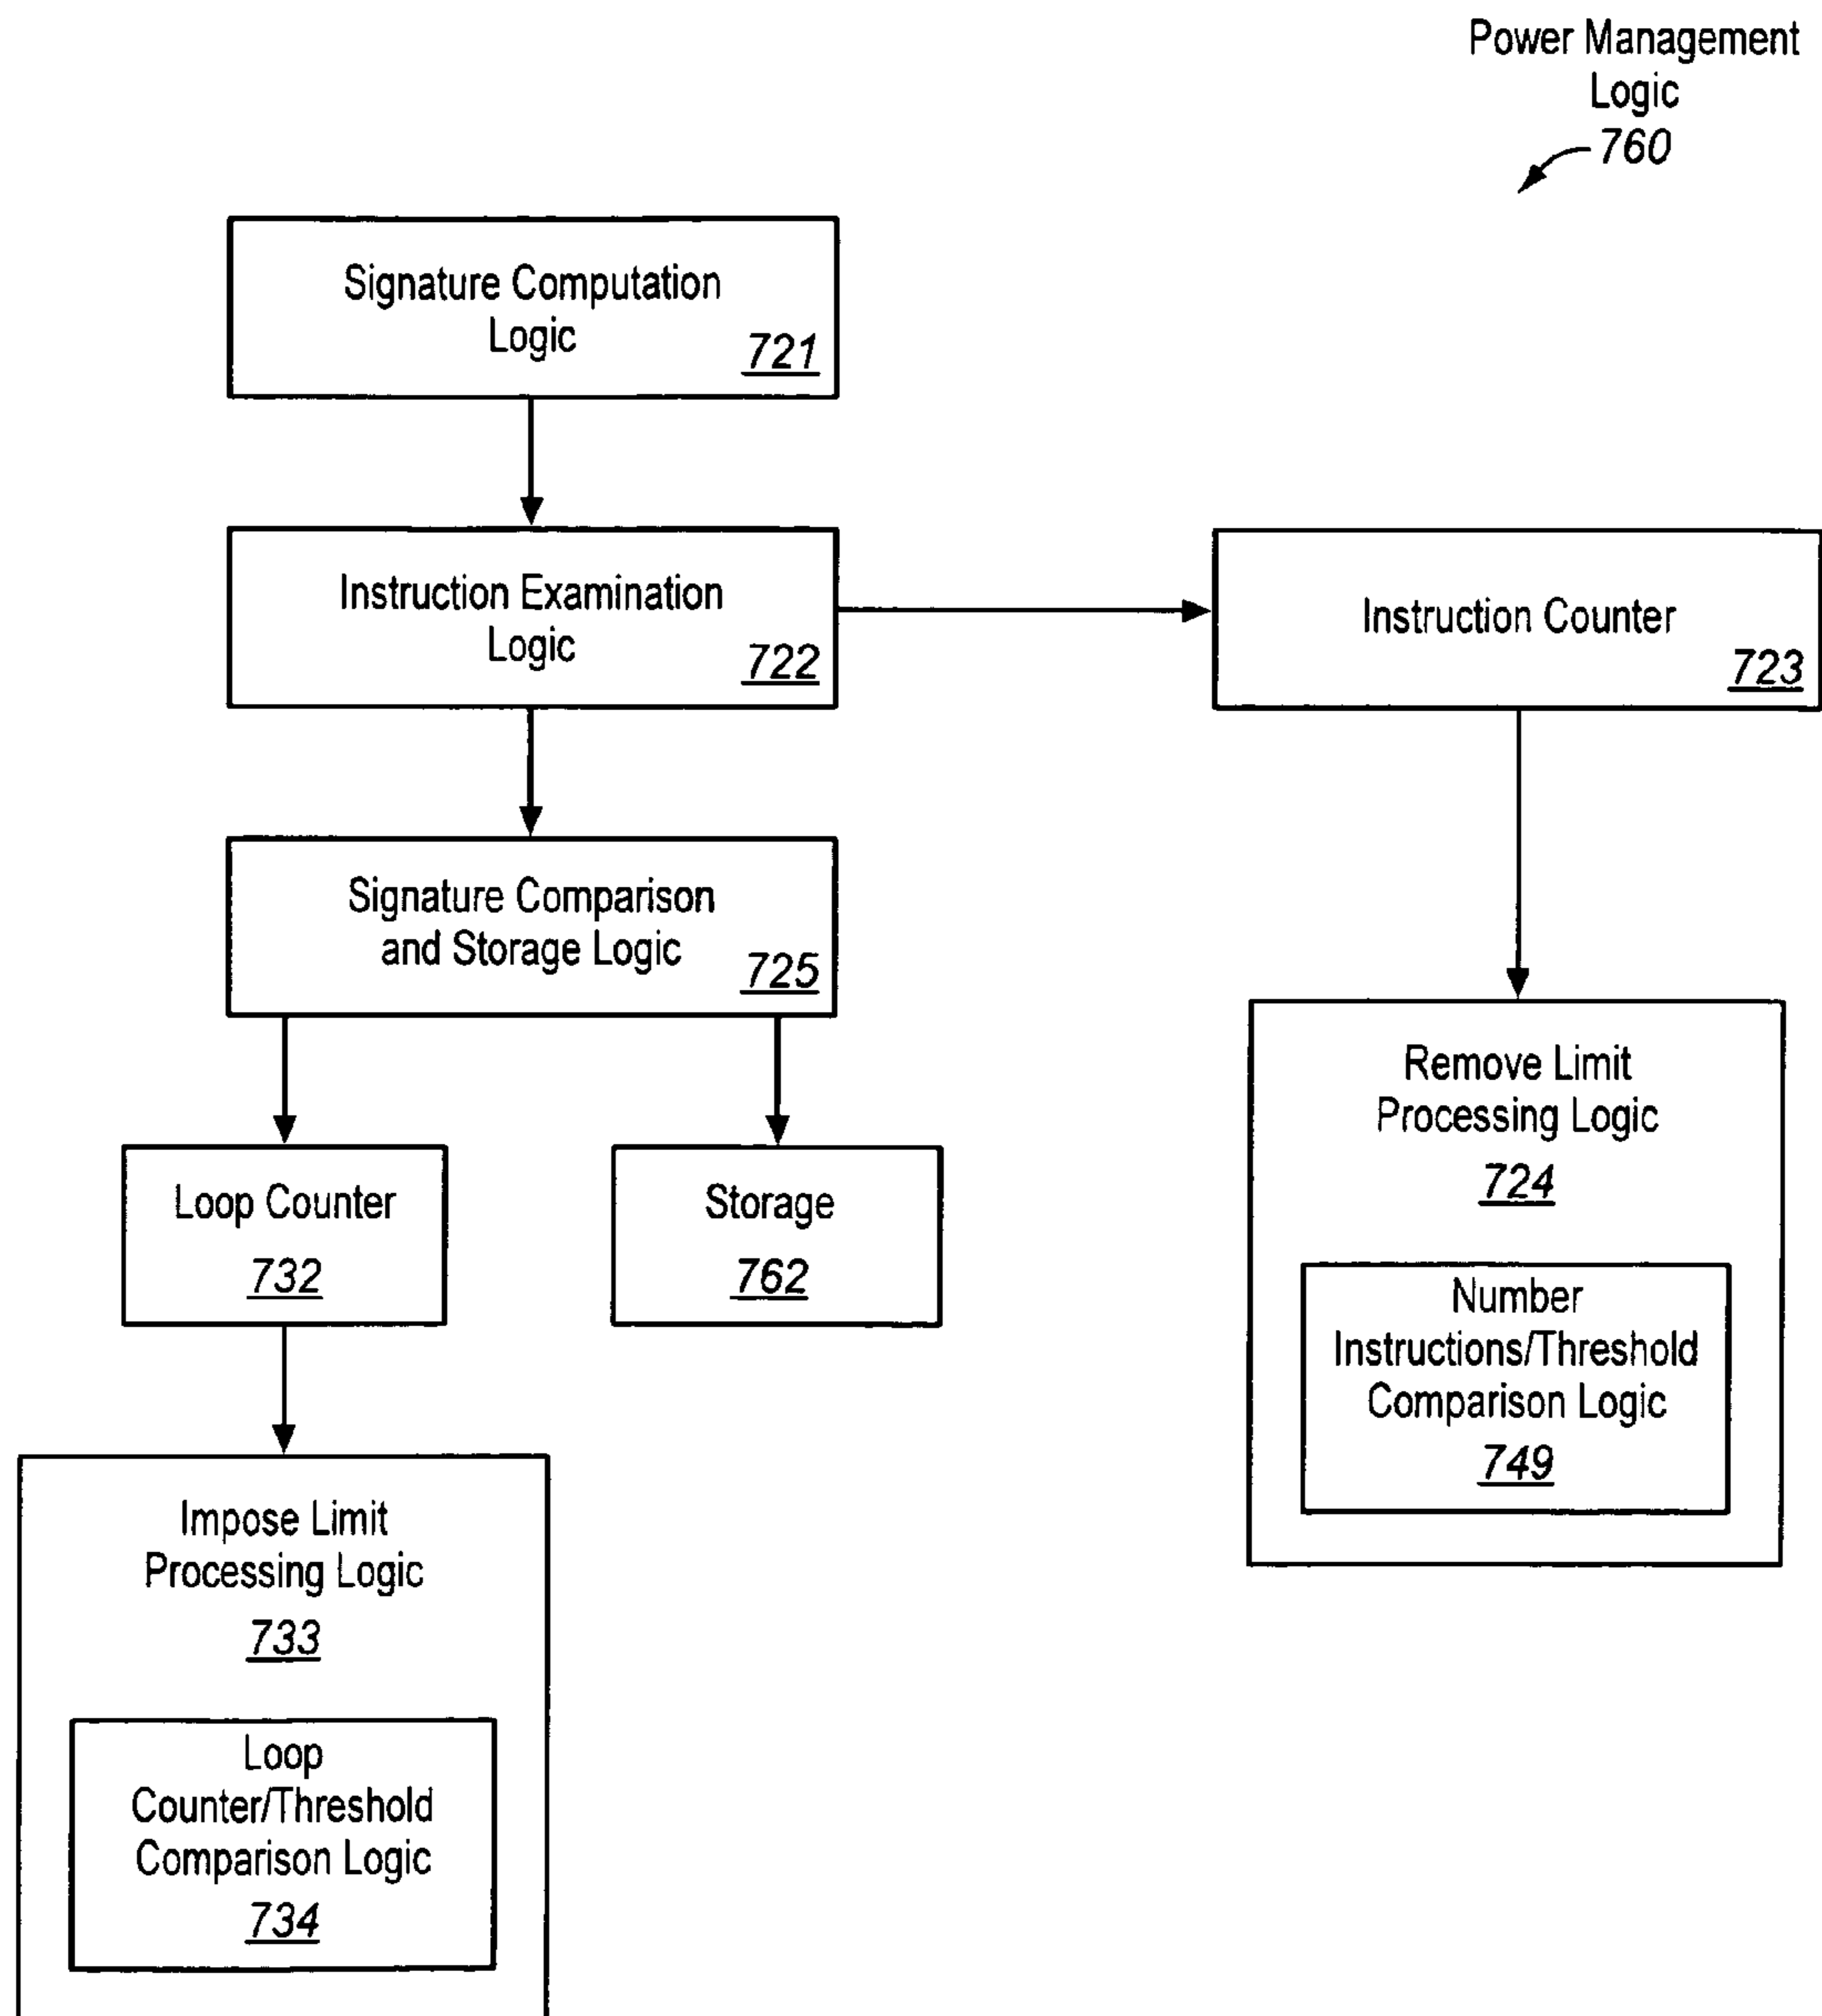 Power Management
Logic
760
Signature Computation
Logic
721
Instruction Examination
Logic
722
Instruction Counter
723
Signature Comparison
and Storage Logic
725
Remove Limit
Processing Logic
724
Number
Instructions/Threshold
Comparison Logic
749
Loop Counter
732
Storage
762
Impose Limit
Processing Logic
733
Loop
Counter/Threshold
Comparison Logic
734